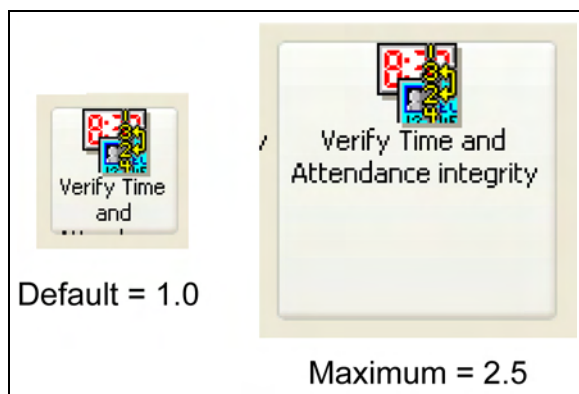 Verify Time
and
Default = 1.0
Verify Time and
Attendance integrity
Maximum = 2.5